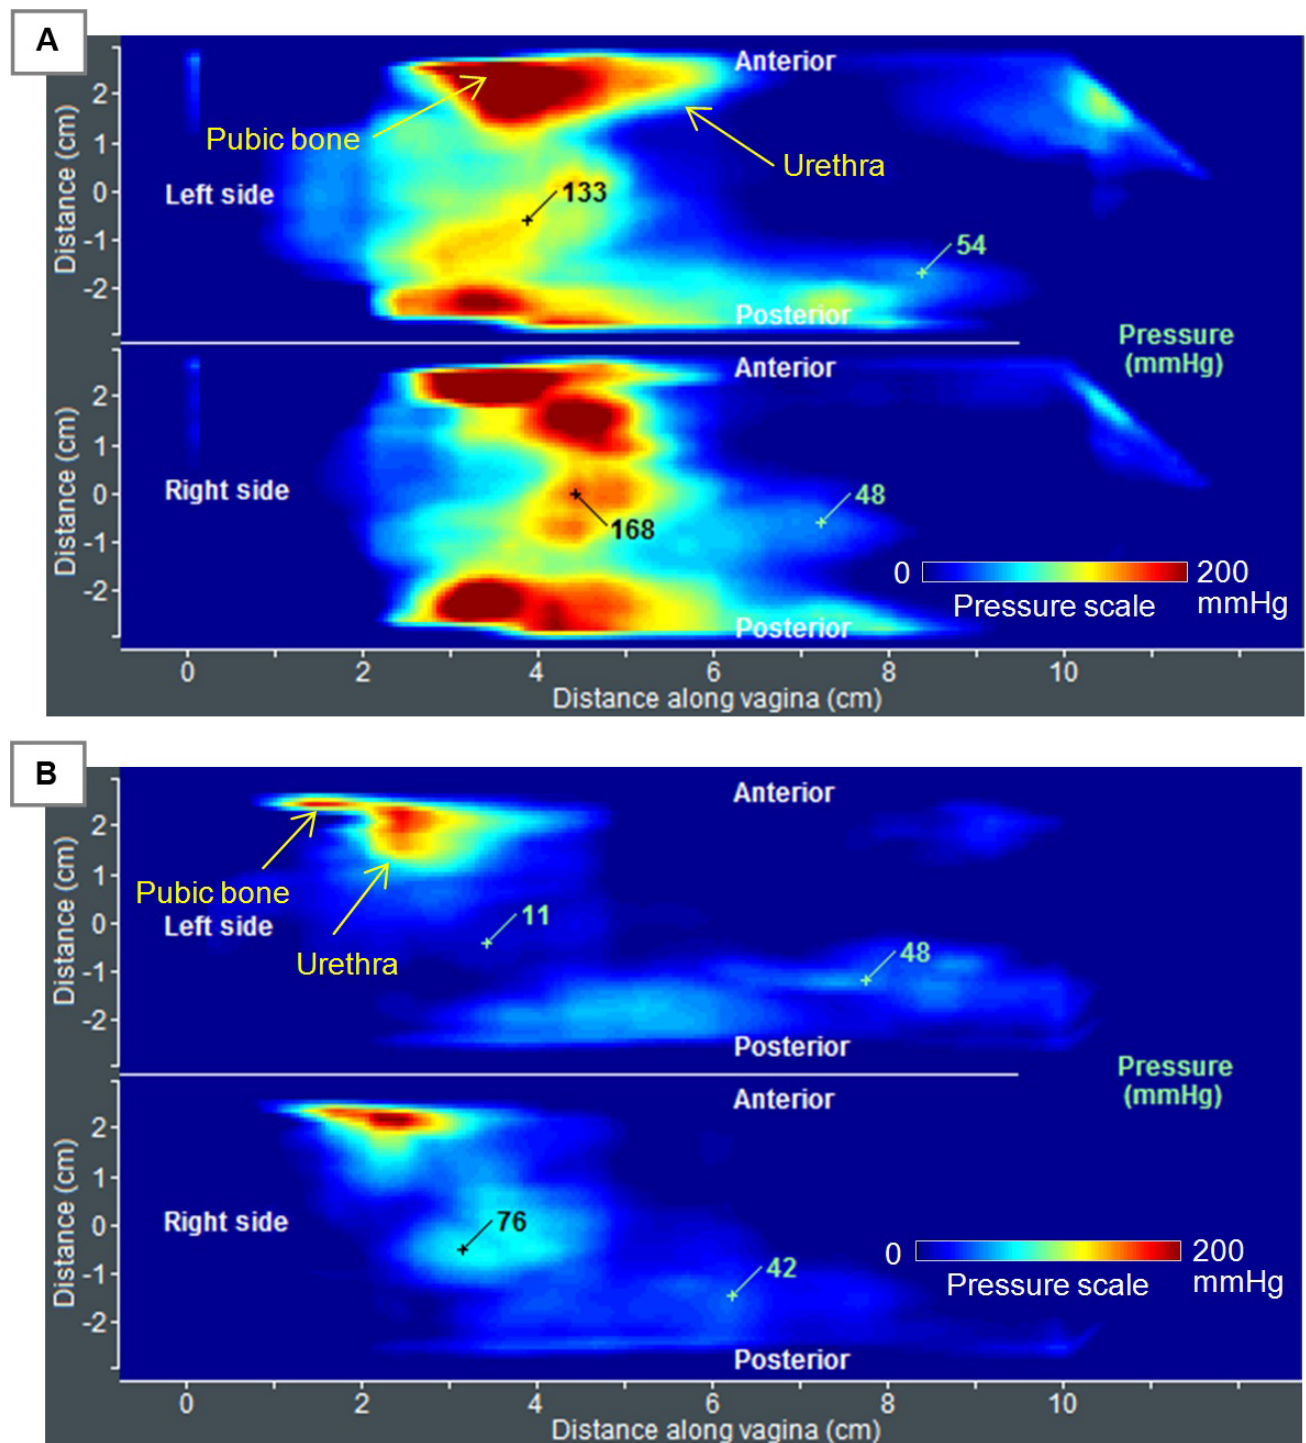 A
Anterior
Pubic bone
Urethra
Left side
133
54
Posterior
Distance (cm)
2
1
0
-1
-2
Pressure
(mmHg)
Anterior
Right side
48
168
0
200
mmHg
Pressure scale
Posterior
Distance (cm)
2
1
0
-1
-2
0 2 4 6 8 10
Distance along vagina (cm)
B
Anterior
Pubic bone
Left side
Urethra
11
48
Posterior
Distance (cm)
2
1
0
-1
-2
Pressure
(mmHg)
Anterior
Right side
76
42
0
200
mmHg
Pressure scale
Posterior
Distance (cm)
2
1
0
-1
-2
0 2 4 6 8 10
Distance along vagina (cm)